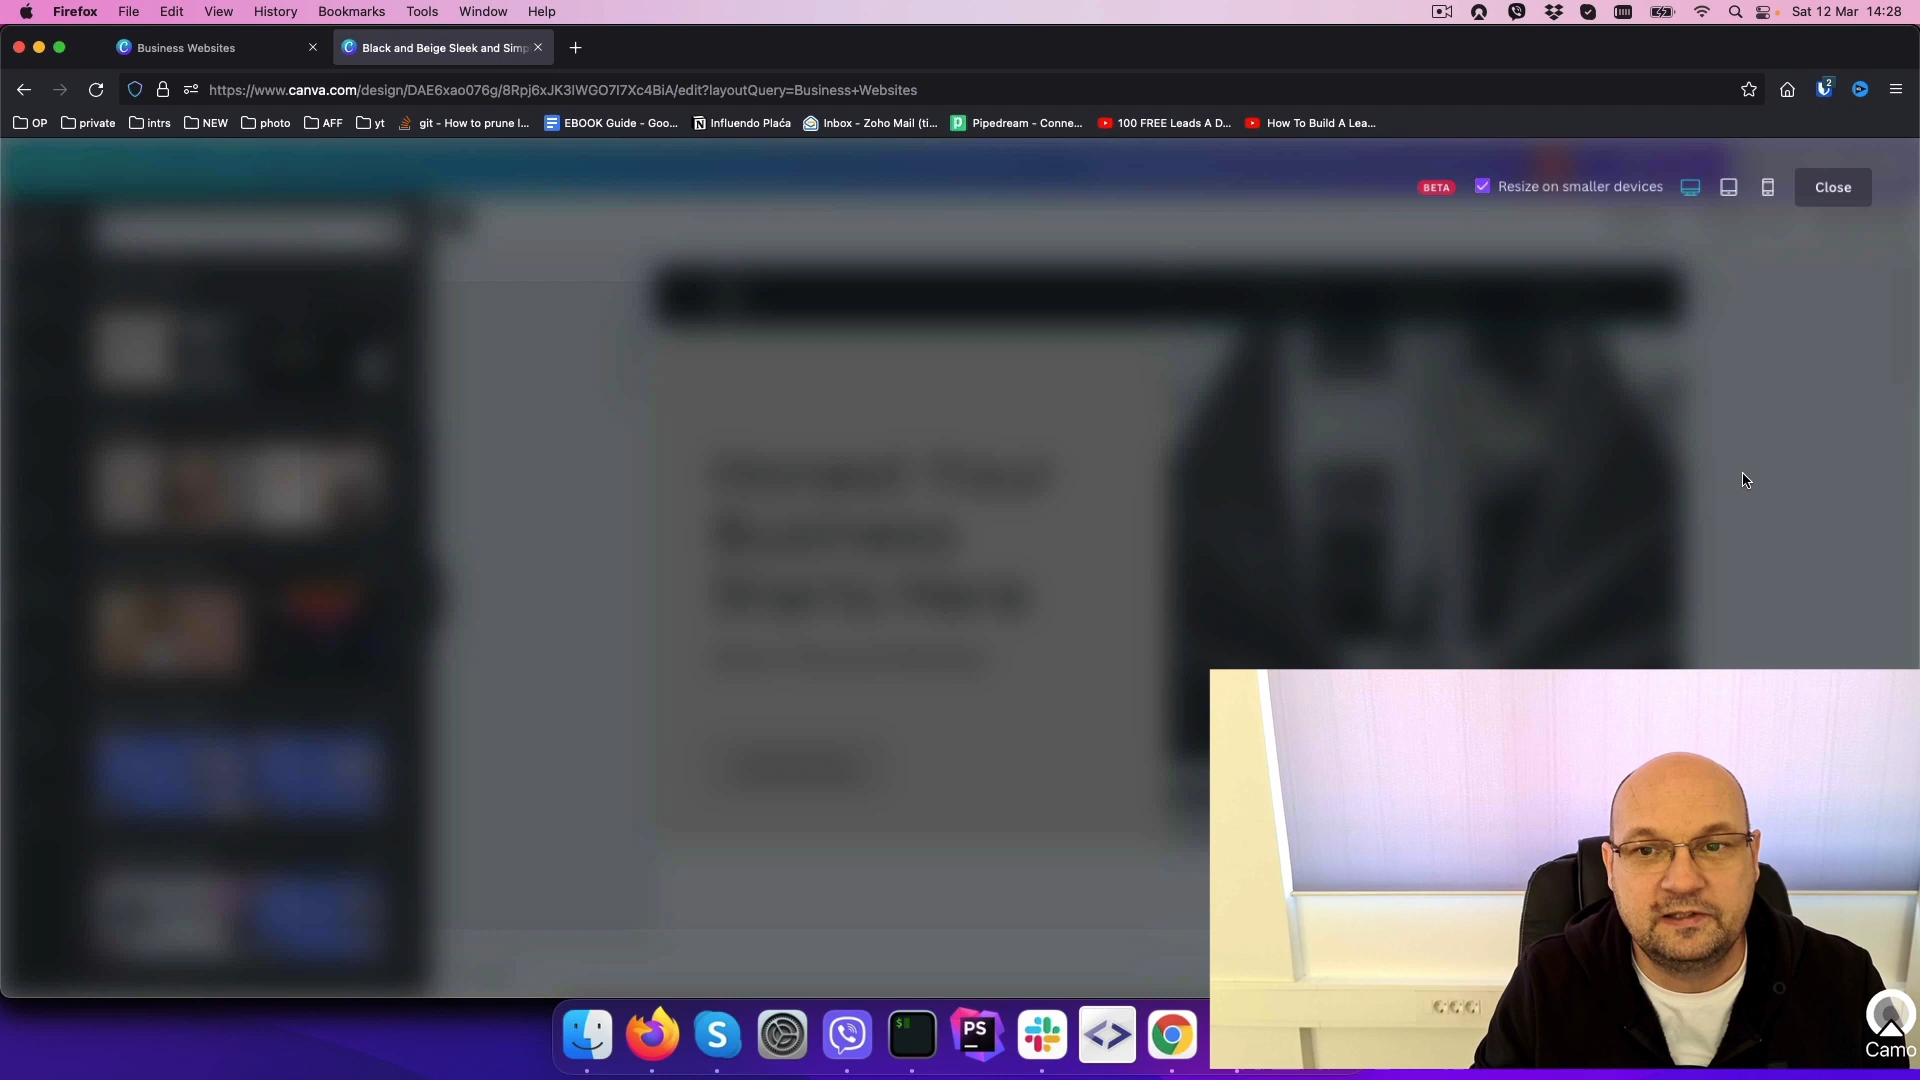 Firefox File Edit View History Bookmarks Tools Window Help
Sat 12 Mar 14:28
Business Websites
Black and Beige Sleek and Simp
https://www.canva.com/design/DAE6xao076g/8Rpj6xJK3IWGO7I7Xc4BiA/edit?layoutQuery=Business+Websites
2
OP private intrs NEW photo AFF yt git - How to prune l... EBOOK Guide - Goo... Influendo Plaća Inbox - Zoho Mail (ti... Pipedream - Conne... 100 FREE Leads A D... How To Build A Lea...
BETA Resize on smaller devices Close
PS
Camo